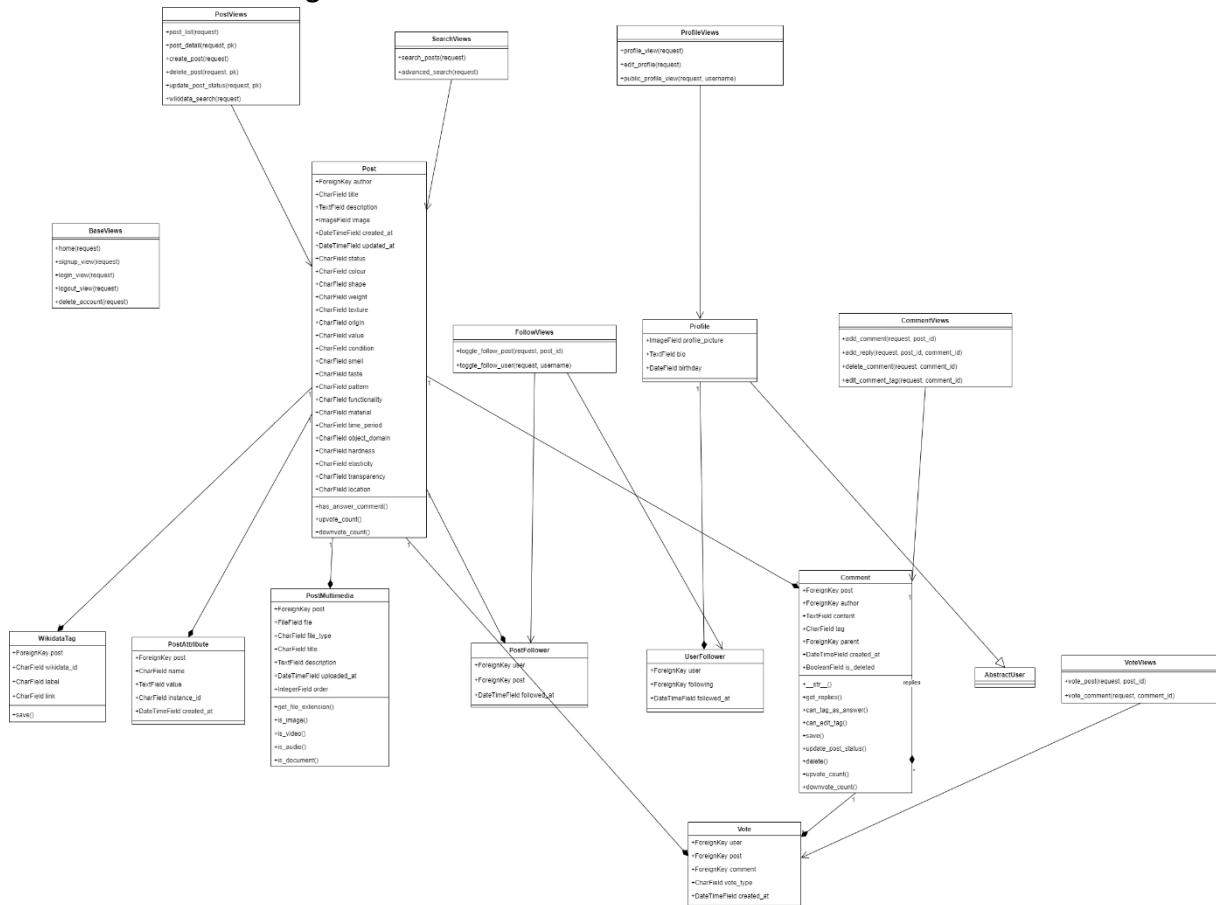 PostViews
+post_list(request)
+post_detail(request, pk)
+create_post(request)
+delete_post(request, pk)
+update_post_status(request, pk)
+wikidata_search(request)
SearchViews
+search_posts(request)
+advanced_search(request)
ProfileViews
+profile_view(request)
+edit_profile(request)
+public_profile_view(request, username)
BaseViews
+home(request)
+signup_view(request)
+login_view(request)
+logout_view(request)
+delete_account(request)
Post
+ForeignKey author
+CharField title
+TextField description
+ImageField image
+DateTimeField created_at
+DateTimeField updated_at
+CharField status
+CharField colour
+CharField shape
+CharField weight
+CharField texture
+CharField origin
+CharField value
+CharField condition
+CharField smell
+CharField taste
+CharField pattern
+CharField functionality
+CharField material
+CharField time_period
+CharField object_domain
+CharField hardness
+CharField elasticity
+CharField transparency
+CharField location
+has_answer_comment()
+upvote_count()
+downvote_count()
1
1
1
1
1
1
FollowViews
+toggle_follow_post(request, post_id)
+toggle_follow_user(request, username)
Profile
+ImageField profile_picture
+TextField bio
+DateField birthday
1
CommentViews
+add_comment(request, post_id)
+add_reply(request, post_id, comment_id)
+delete_comment(request, comment_id)
+edit_comment_tag(request, comment_id)
WikidataTag
+ForeignKey post
+CharField wikidata_id
+CharField label
+CharField link
+save()
PostAttribute
+ForeignKey post
+CharField name
+TextField value
+CharField instance_id
+DateTimeField created_at
PostMultimedia
+ForeignKey post
+FileField file
+CharField file_type
+CharField title
+TextField description
+DateTimeField uploaded_at
+IntegerField order
+get_file_extension()
+is_image()
+is_video()
+is_audio()
+is_document()
PostFollower
+ForeignKey user
+ForeignKey post
+DateTimeField followed_at
UserFollower
+ForeignKey user
+ForeignKey following
+DateTimeField followed_at
Comment
+ForeignKey post
+ForeignKey author
+TextField content
+CharField tag
+ForeignKey parent
+DateTimeField created_at
+BooleanField is_deleted
+__str__()
+get_replies()
+can_tag_as_answer()
+can_edit_tag()
+save()
+update_post_status()
+delete()
+upvote_count()
+downvote_count()
1
replies
*
1
AbstractUser
VoteViews
+vote_post(request, post_id)
+vote_comment(request, comment_id)
Vote
+ForeignKey user
+ForeignKey post
+ForeignKey comment
+CharField vote_type
+DateTimeField created_at